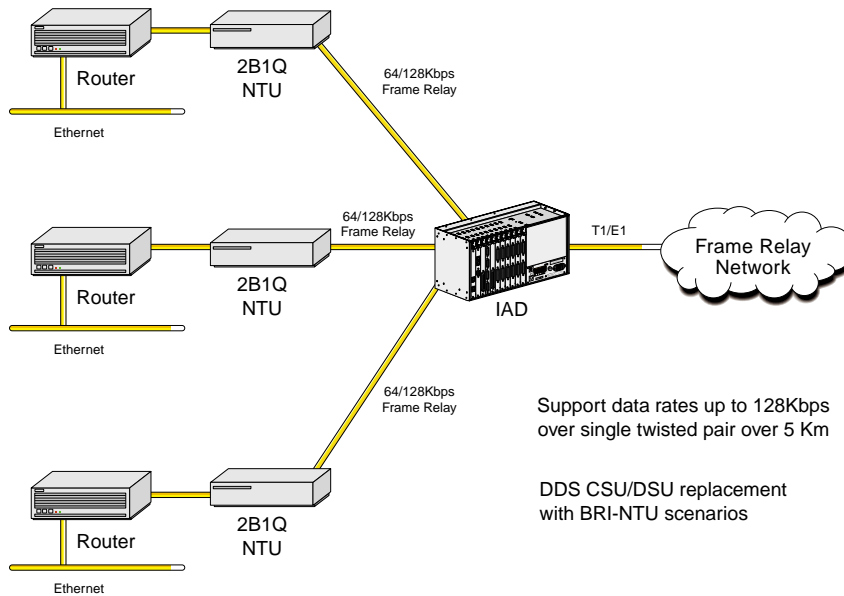 Router
2B1Q
NTU
64/128Kbps
Frame Relay
Ethernet
Router
2B1Q
NTU
64/128Kbps
Frame Relay
Ethernet
IAD
T1/E1
Frame Relay
Network
64/128Kbps
Frame Relay
Router
2B1Q
NTU
Ethernet
Support data rates up to 128Kbps
over single twisted pair over 5 Km
DDS CSU/DSU replacement
with BRI-NTU scenarios